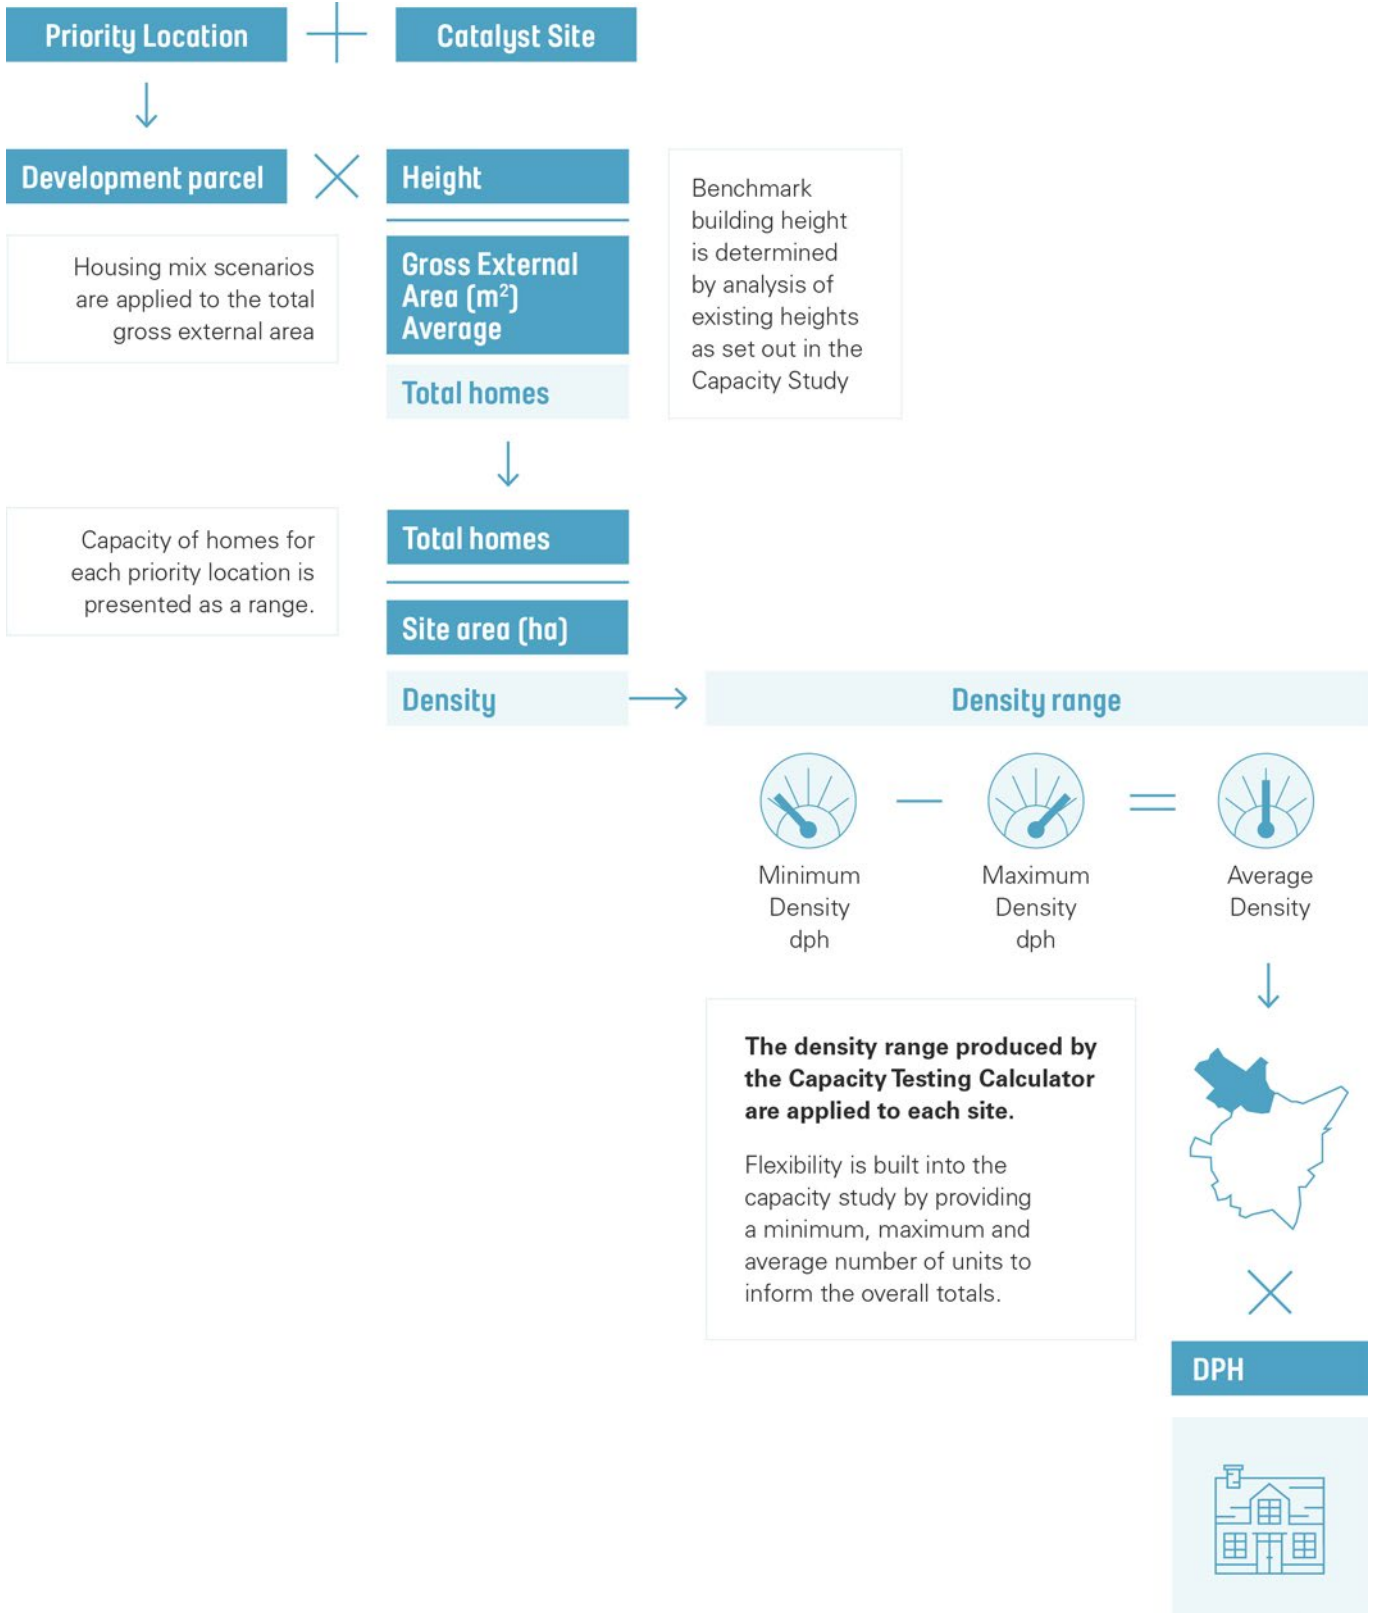 Priority Location
Catalyst Site
Development parcel
Height
Housing mix scenarios
are applied to the total
gross external area
Gross External
Area (m²)
Average
Total homes
Benchmark
building height
is determined
by analysis of
existing heights
as set out in the
Capacity Study
Capacity of homes for
each priority location is
presented as a range.
Total homes
Site area (ha)
Density
Density range
Minimum
Density
dph
Maximum
Density
dph
Average
Density
The density range produced by
the Capacity Testing Calculator
are applied to each site.
Flexibility is built into the
capacity study by providing
a minimum, maximum and
average number of units to
inform the overall totals.
DPH